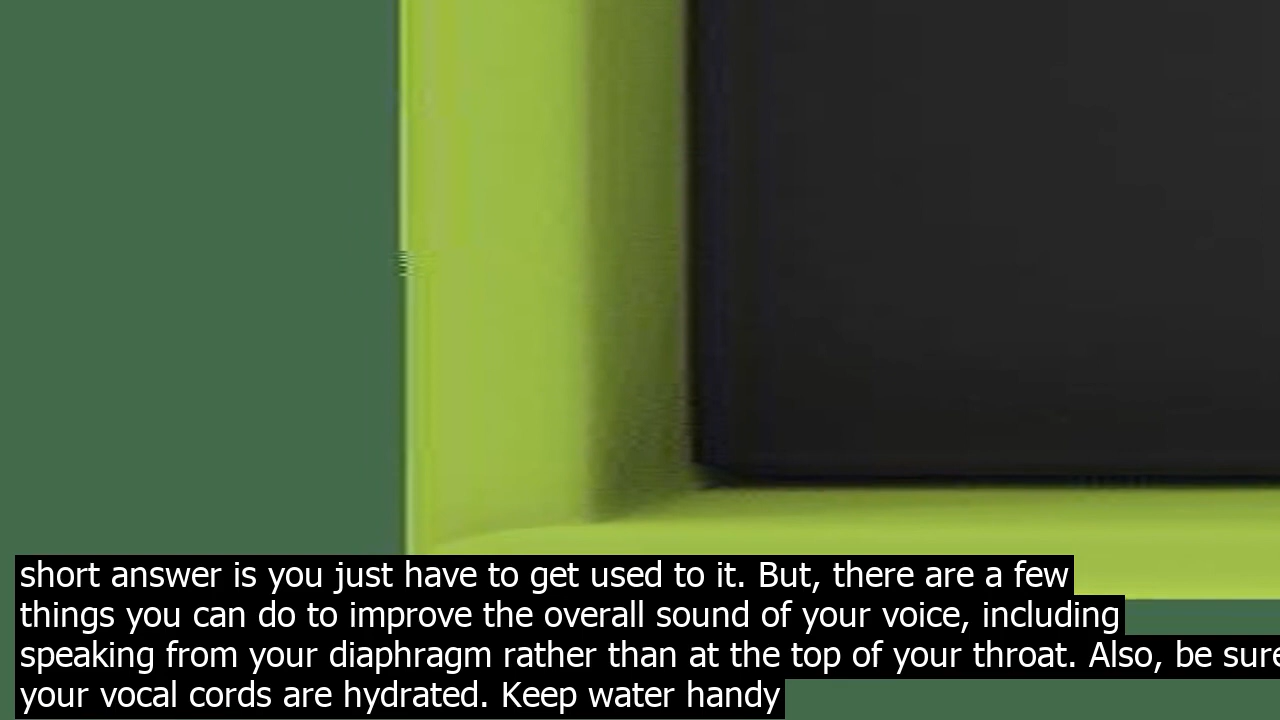 short answer is you just have to get used to it. But, there are a few
things you can do to improve the overall sound of your voice, including
speaking from your diaphragm rather than at the top of your throat. Also, be sure
your vocal cords are hydrated. Keep water handy